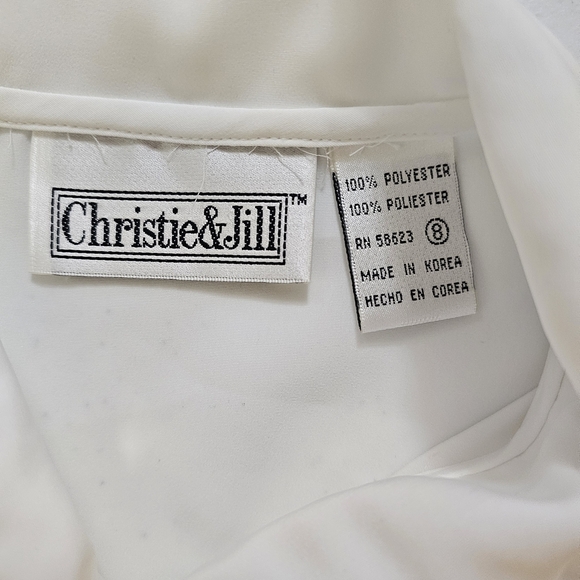 Christie&Jill™
100% POLYESTER
100% POLIESTER
RN 58623 ⑧
MADE IN KOREA
HECHO EN COREA